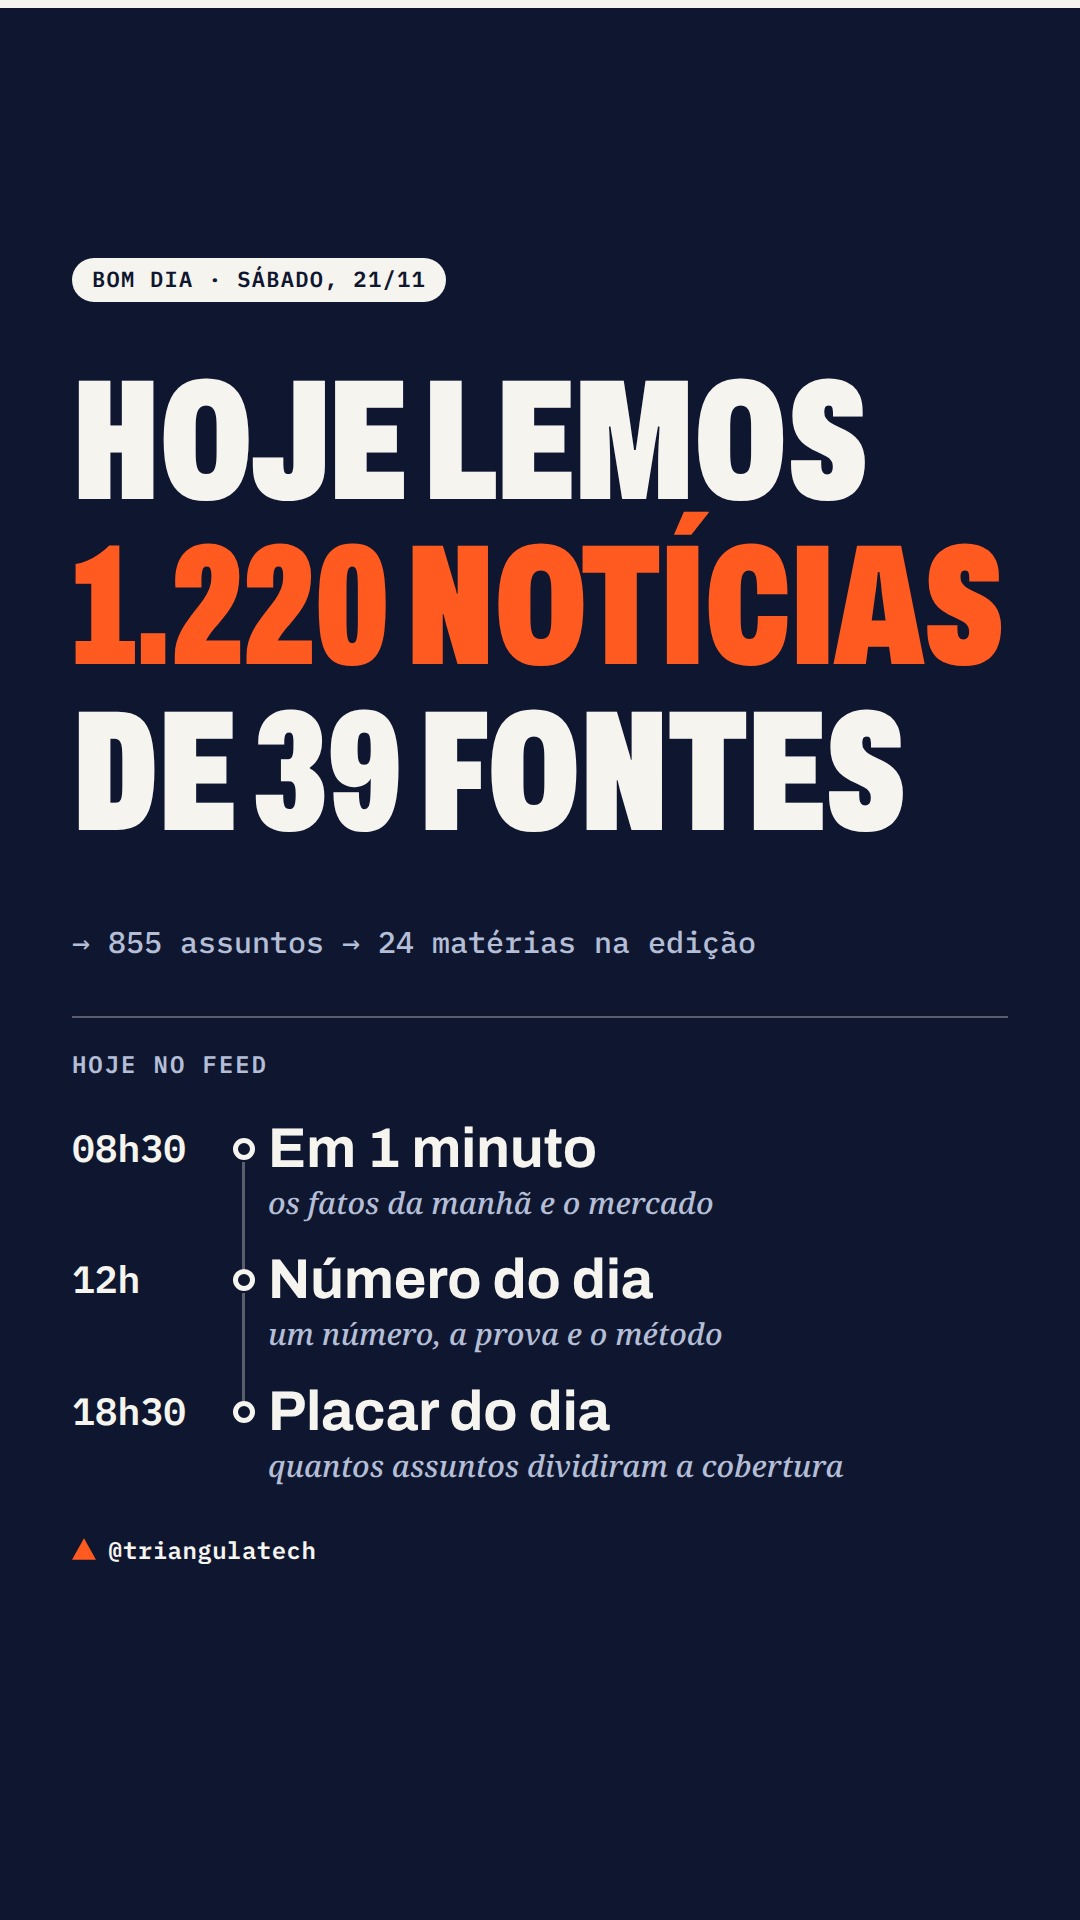 BOM DIA · SÁBADO, 21/11
HOJE LEMOS
1.220 NOTÍCIAS
DE 39 FONTES
→ 855 assuntos → 24 matérias na edição
HOJE NO FEED
08h30 Em 1 minuto
os fatos da manhã e o mercado
12h Número do dia
um número, a prova e o método
18h30 Placar do dia
quantos assuntos dividiram a cobertura
@triangulatech